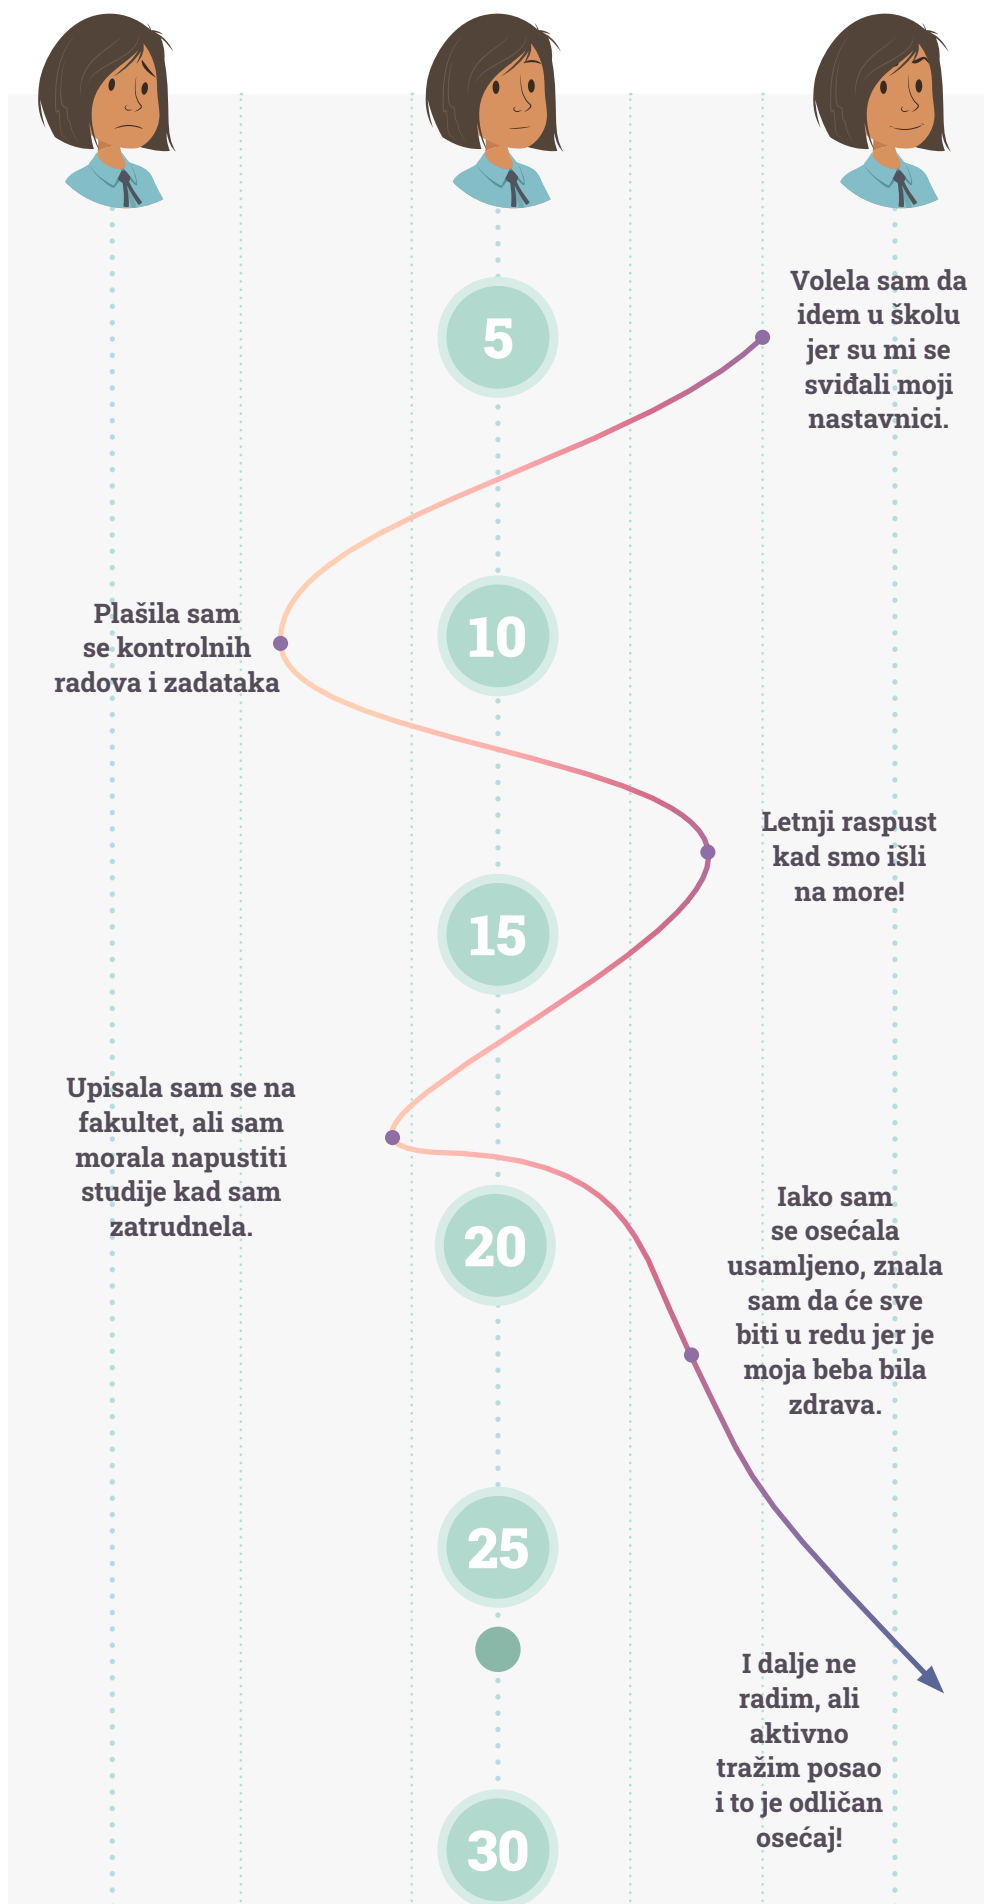 Volela sam da
idem u školu
jer su mi se
sviđali moji
nastavnici.
5
Plašila sam
se kontrolnih
radova i zadataka
10
Letnji raspust
kad smo išli
na more!
15
Upisala sam se na
fakultet, ali sam
morala napustiti
studije kad sam
zatrudnela.
20
Iako sam
se osećala
usamljeno, znala
sam da će sve
biti u redu jer je
moja beba bila
zdrava.
25
I dalje ne
radim, ali
aktivno
tražim posao
i to je odličan
osećaj!
30